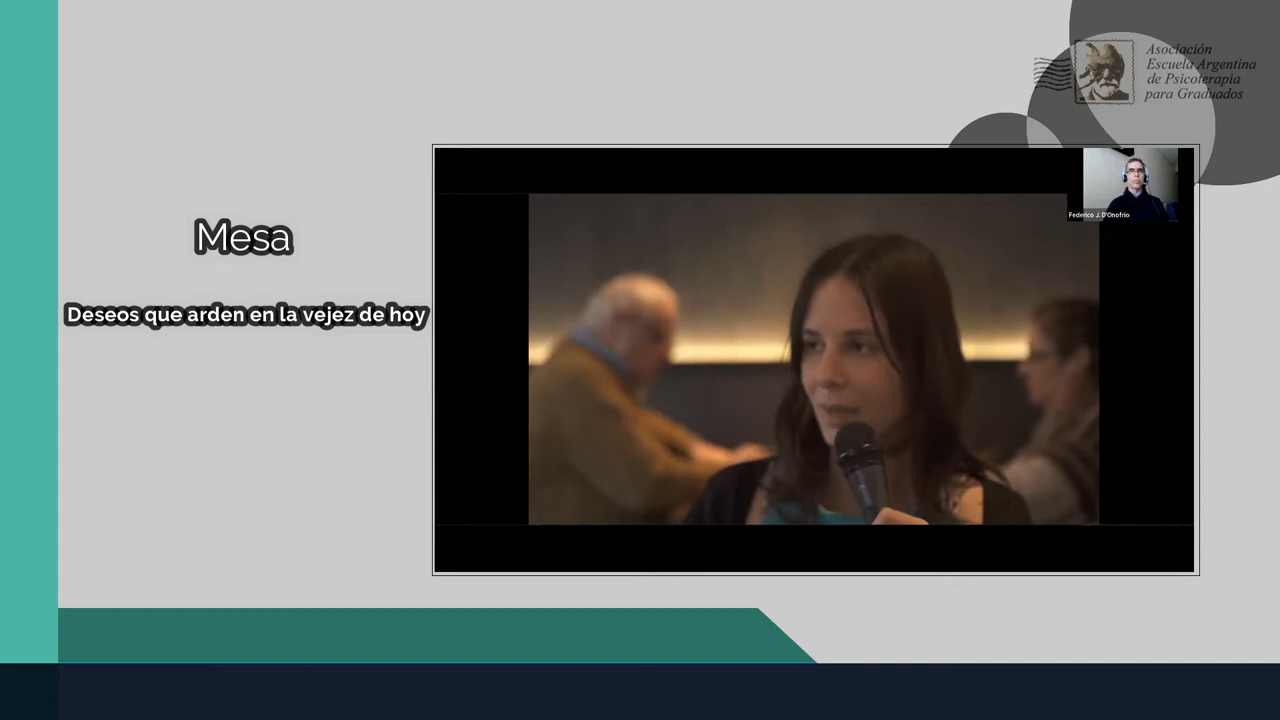 Asociación
Escuela Argentina
de Psicoterapia
para Graduados
Mesa
Deseos que arden en la vejez de hoy
Federico J. D'Onofrio